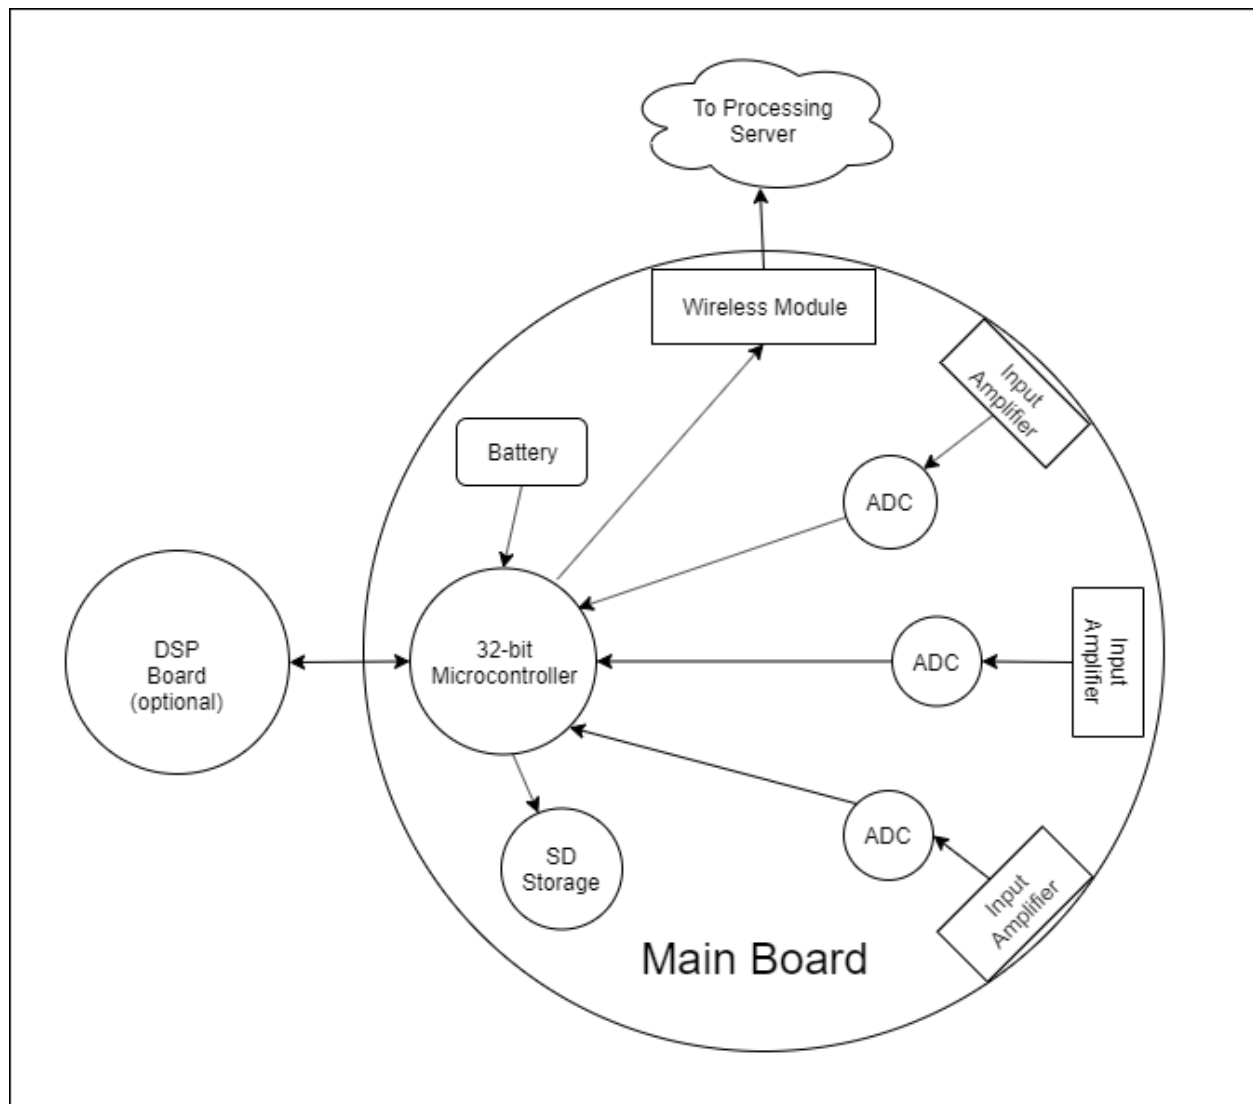 To Processing
Server
Wireless Module
Input
Amplifier
Battery
ADC
DSP
Board
(optional)
32-bit
Microcontroller
ADC
Input
Amplifier
SD
Storage
ADC
Input
Amplifier
Main Board